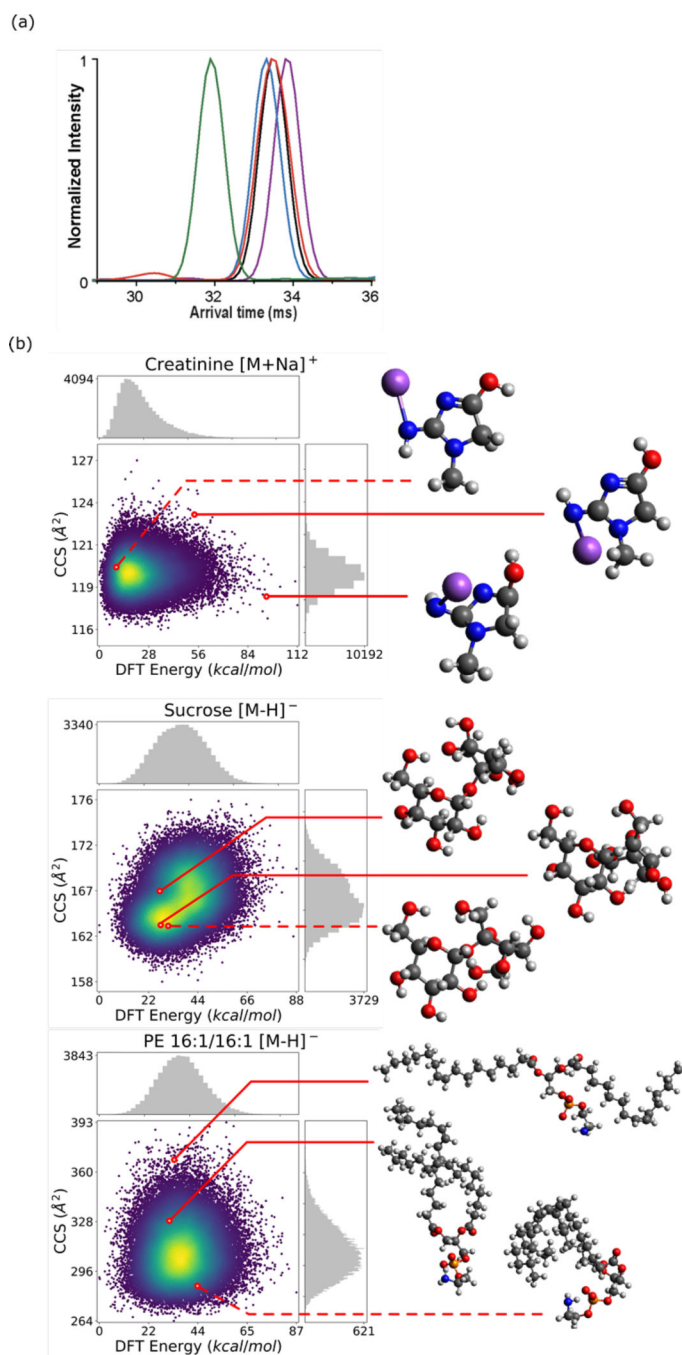 (a)
Normalized Intensity
1
0
30 32 34 36
Arrival time (ms)
(b)
Creatinine [M+Na]⁺
4094
CCS (Å²)
127
124
121
119
116
0 28 56 84 112 10192
DFT Energy (kcal/mol)
Sucrose [M-H]⁻
3340
CCS (Å²)
176
172
167
162
158
0 22 44 66 88 3729
DFT Energy (kcal/mol)
PE 16:1/16:1 [M-H]⁻
3843
CCS (Å²)
393
360
328
296
264
0 22 44 65 87 621
DFT Energy (kcal/mol)